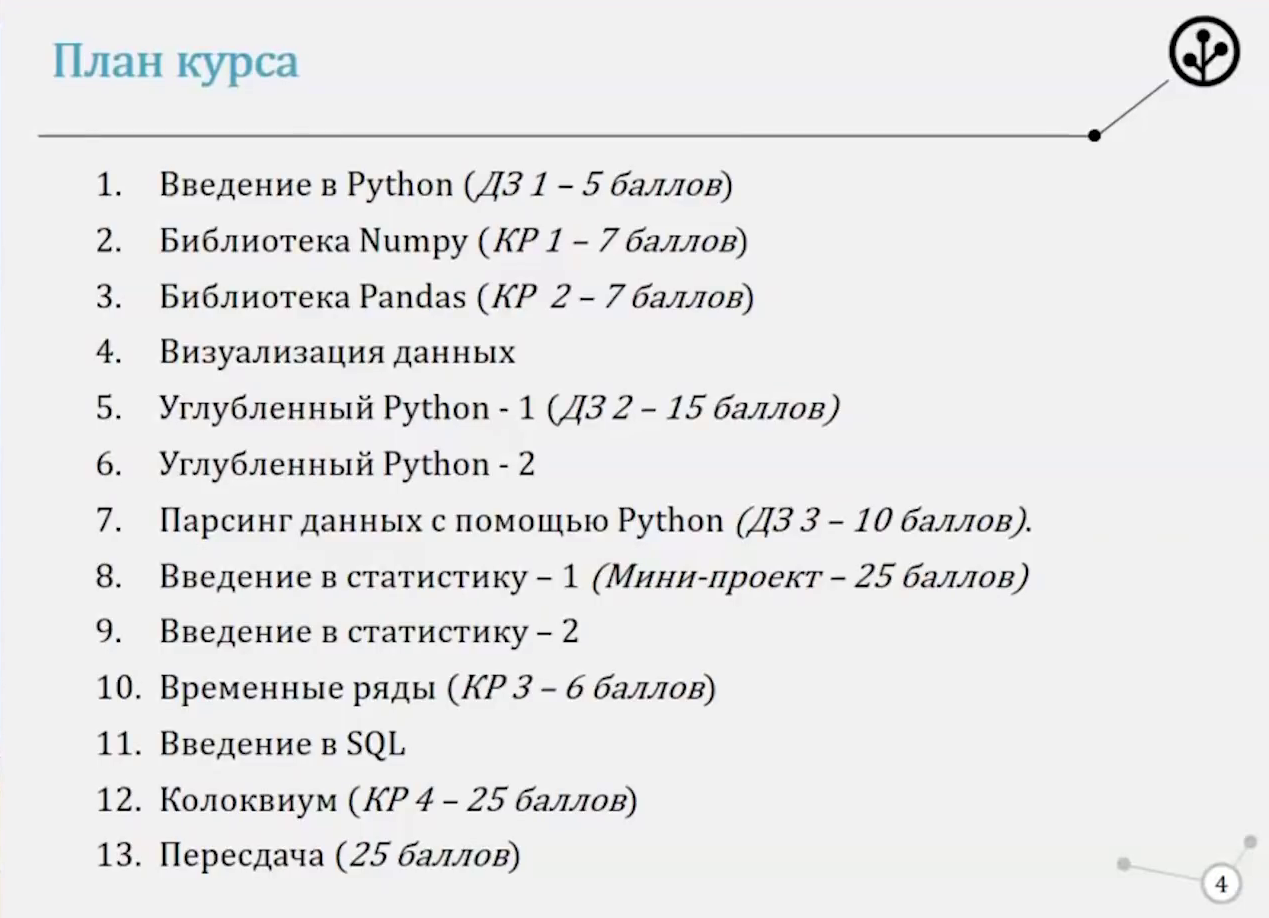 План курса
1. Введение в Python (ДЗ 1 – 5 баллов)
2. Библиотека Numpy (КР 1 – 7 баллов)
3. Библиотека Pandas (КР 2 – 7 баллов)
4. Визуализация данных
5. Углубленный Python - 1 (ДЗ 2 – 15 баллов)
6. Углубленный Python - 2
7. Парсинг данных с помощью Python (ДЗ 3 – 10 баллов).
8. Введение в статистику – 1 (Мини-проект – 25 баллов)
9. Введение в статистику – 2
10. Временные ряды (КР 3 – 6 баллов)
11. Введение в SQL
12. Колоквиум (КР 4 – 25 баллов)
13. Пересдача (25 баллов)
4